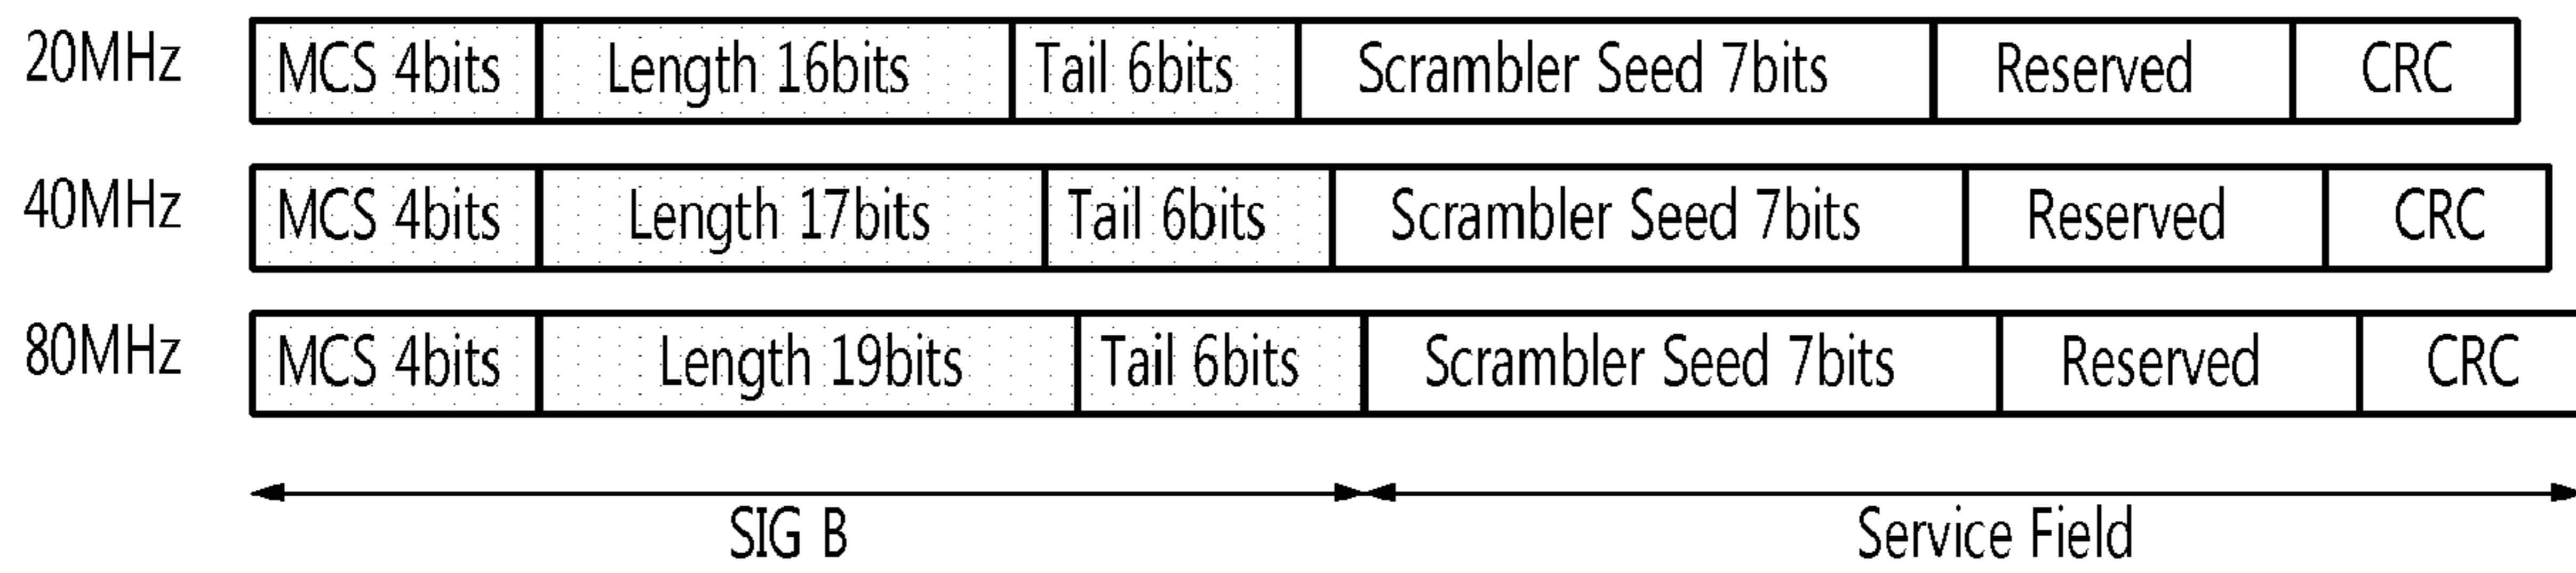 20MHz MCS 4bits Length 16bits Tail 6bits Scrambler Seed 7bits Reserved CRC
40MHz MCS 4bits Length 17bits Tail 6bits Scrambler Seed 7bits Reserved CRC
80MHz MCS 4bits Length 19bits Tail 6bits Scrambler Seed 7bits Reserved CRC
SIG B Service Field